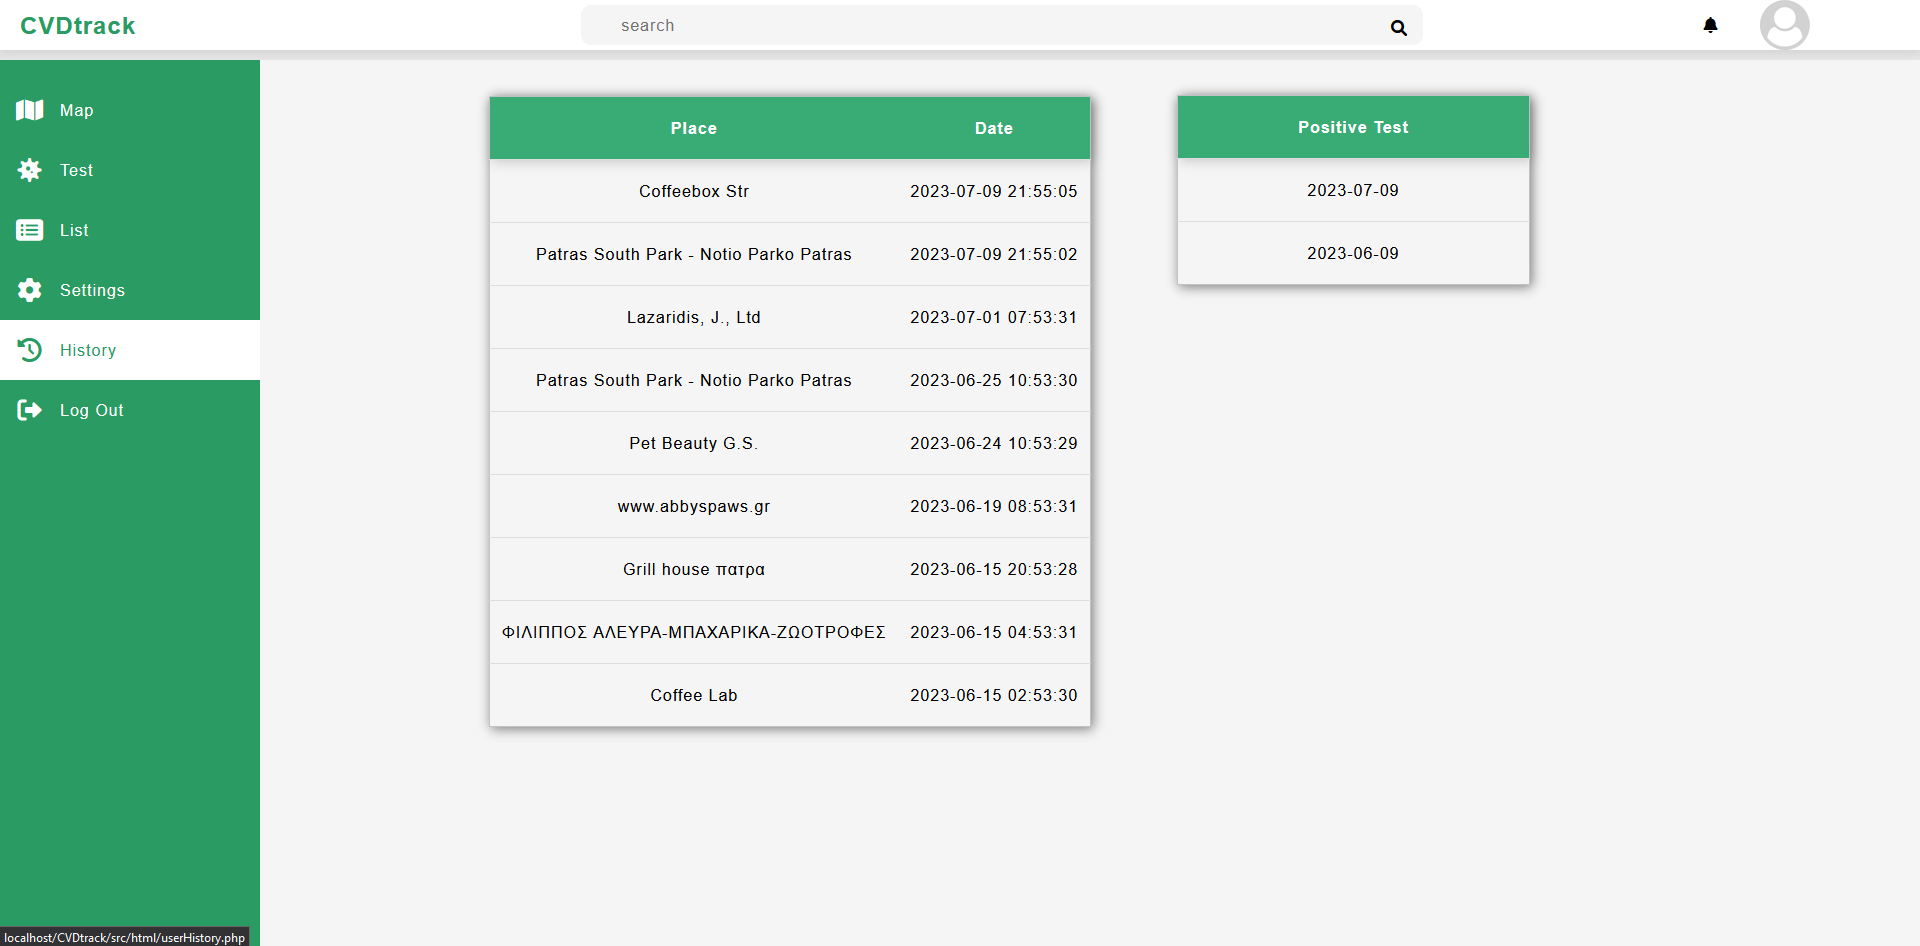 CVDtrack
search
Map
Test
List
Settings
History
Log Out
Place Date
Coffeebox Str 2023-07-09 21:55:05
Patras South Park - Notio Parko Patras 2023-07-09 21:55:02
Lazaridis, J., Ltd 2023-07-01 07:53:31
Patras South Park - Notio Parko Patras 2023-06-25 10:53:30
Pet Beauty G.S. 2023-06-24 10:53:29
www.abbyspaws.gr 2023-06-19 08:53:31
Grill house πατρα 2023-06-15 20:53:28
ΦΙΛΙΠΠΟΣ ΑΛΕΥΡΑ-ΜΠΑΧΑΡΙΚΑ-ΖΩΟΤΡΟΦΕΣ 2023-06-15 04:53:31
Coffee Lab 2023-06-15 02:53:30
Positive Test
2023-07-09
2023-06-09
localhost/CVDtrack/src/html/userHistory.php